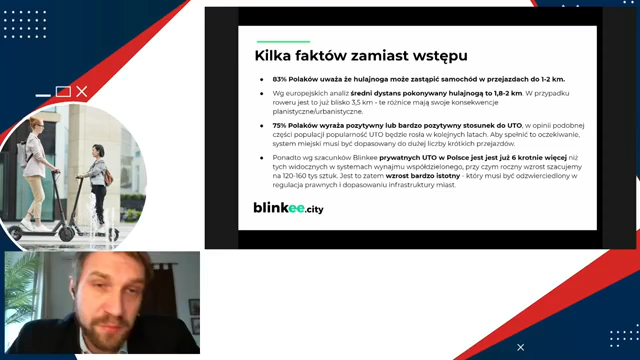 Kilka faktów zamiast wstępu
● 83% Polaków uważa że hulajnoga może zastąpić samochód w przejazdach do 1-2 km.
● Wg europejskich analiz średni dystans pokonywany hulajnogą to 1,8-2 km. W przypadku
roweru jest to już blisko 3,5 km - te różnice mają swoje konsekwencje
planistyczne/urbanistyczne.
● 75% Polaków wyraża pozytywny lub bardzo pozytywny stosunek do UTO, w opinii podobnej
części populacji popularność UTO będzie rosła w kolejnych latach. Aby spełnić to oczekiwanie,
system miejski musi być dopasowany do dużej liczby krótkich przejazdów.
● Ponadto wg szacunków Blinkee prywatnych UTO w Polsce jest jest już 6 krotnie więcej niż
tych widocznych w systemach wynajmu współdzielonego, przy czym roczny wzrost szacujemy
na 120-160 tys sztuk. Jest to zatem wzrost bardzo istotny - który musi być odzwierciedlony w
regulacja prawnych i dopasowaniu infrastruktury miast.
blinkee.city